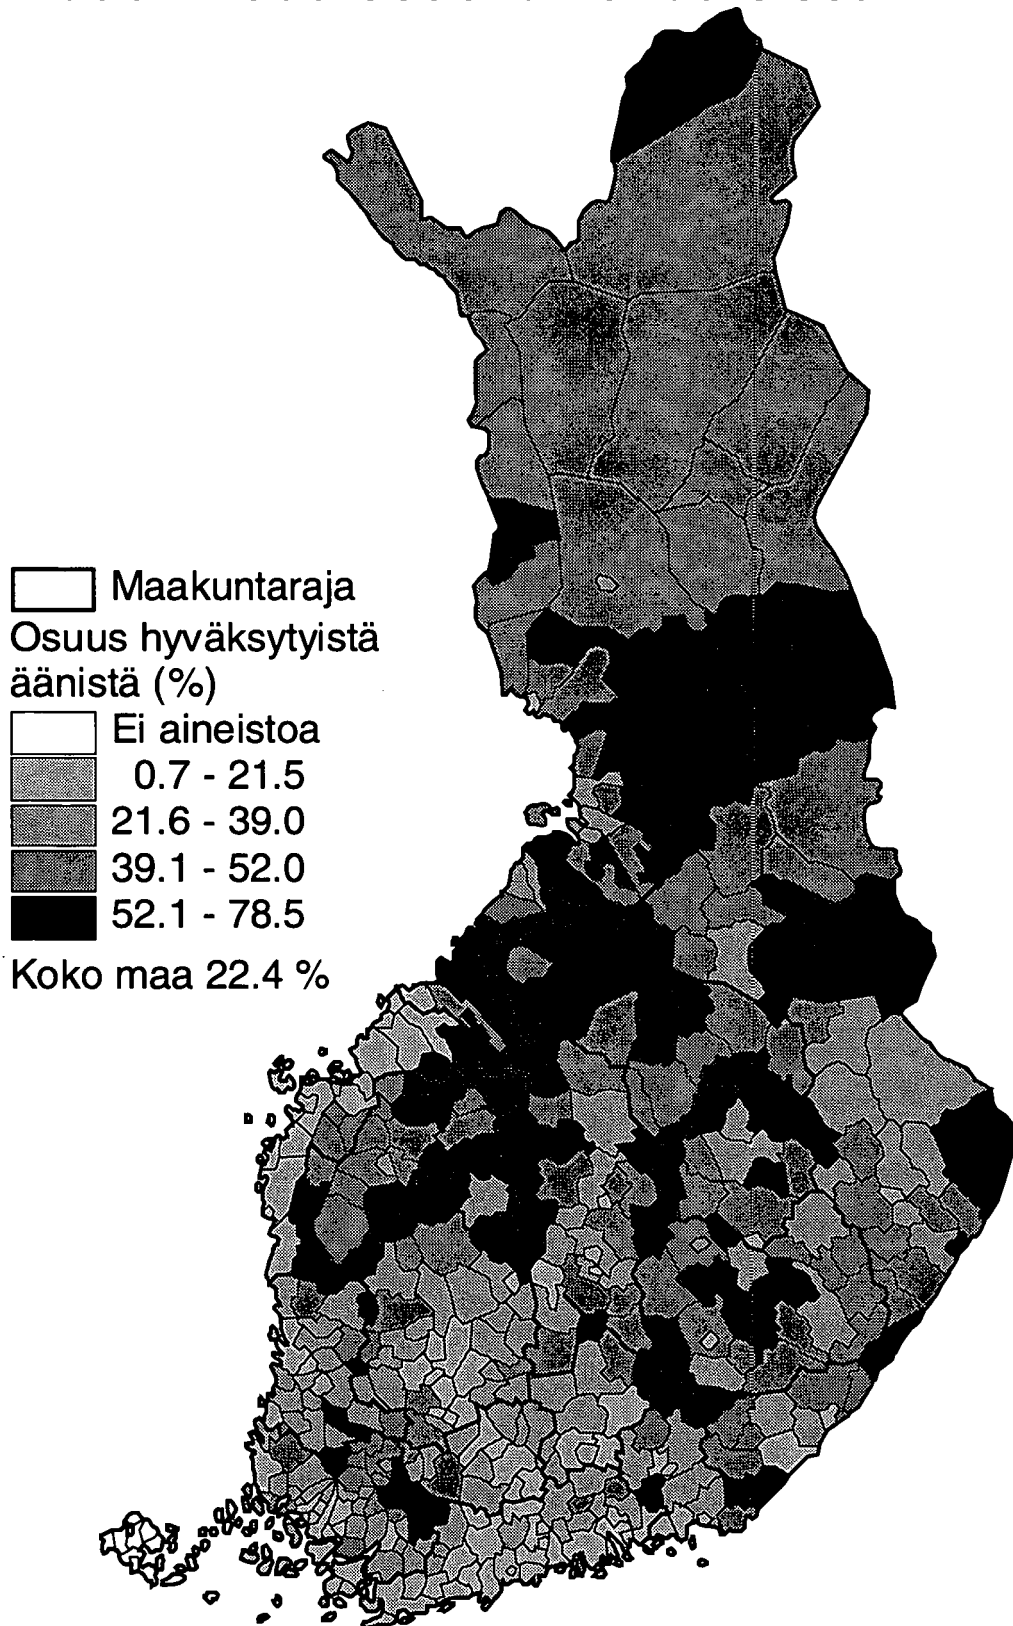 Maakuntaraja
Osuus hyväksytyistä
äänistä (%)
Ei aineistoa
0.7 - 21.5
21.6 - 39.0
39.1 - 52.0
52.1 - 78.5
Koko maa 22.4 %